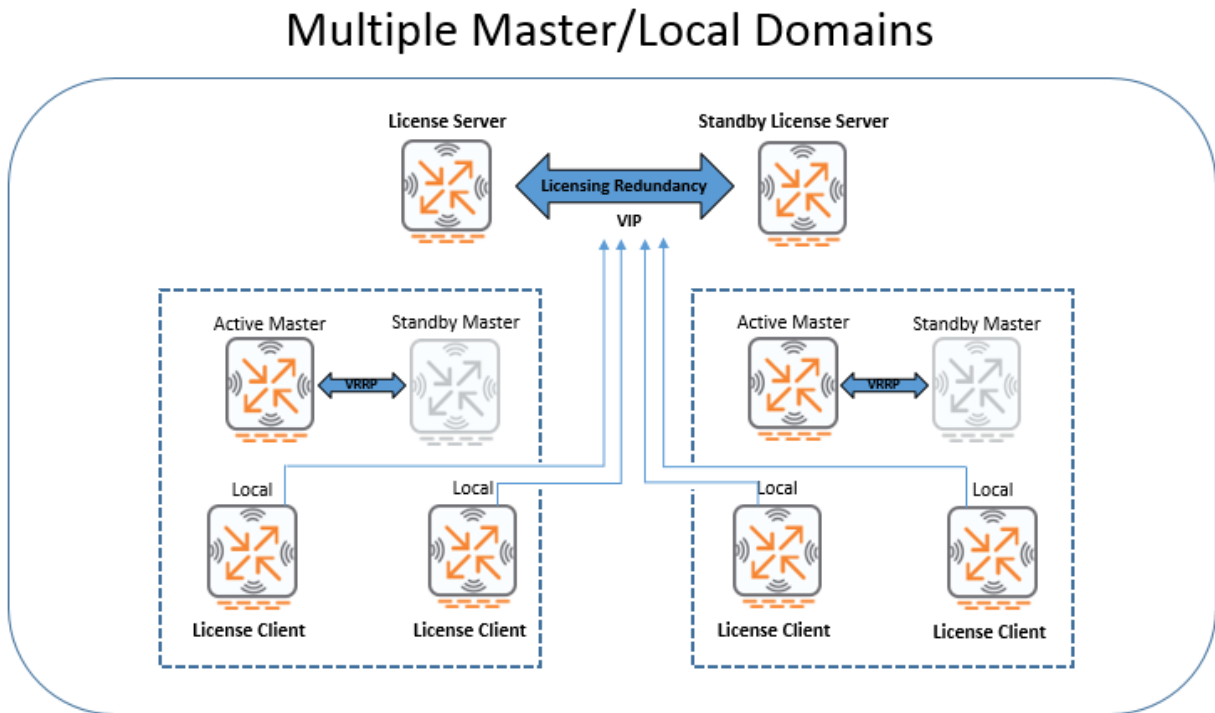 Multiple Master/Local Domains
License Server
Standby License Server
Licensing Redundancy
VIP
Active Master
Standby Master
VRRP
Local
Local
License Client
License Client
Active Master
Standby Master
VRRP
Local
Local
License Client
License Client